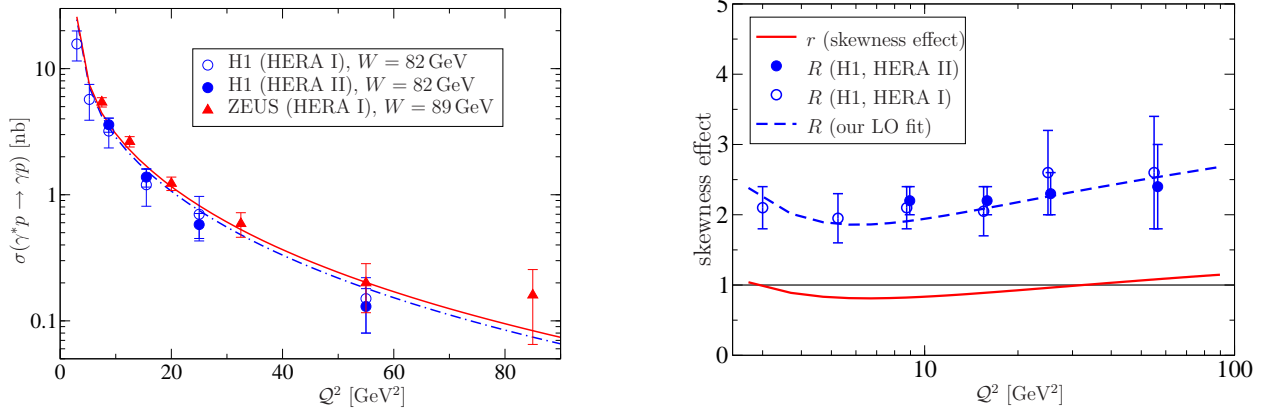 10
1
0.1
σ(γ*p → γp) [nb]
H1 (HERA I), W = 82 GeV
H1 (HERA II), W = 82 GeV
ZEUS (HERA I), W = 89 GeV
0 20 40 60 80
𝒬² [GeV²]
5
4
3
2
1
0
skewness effect
r (skewness effect)
R (H1, HERA II)
R (H1, HERA I)
R (our LO fit)
10 100
𝒬² [GeV²]